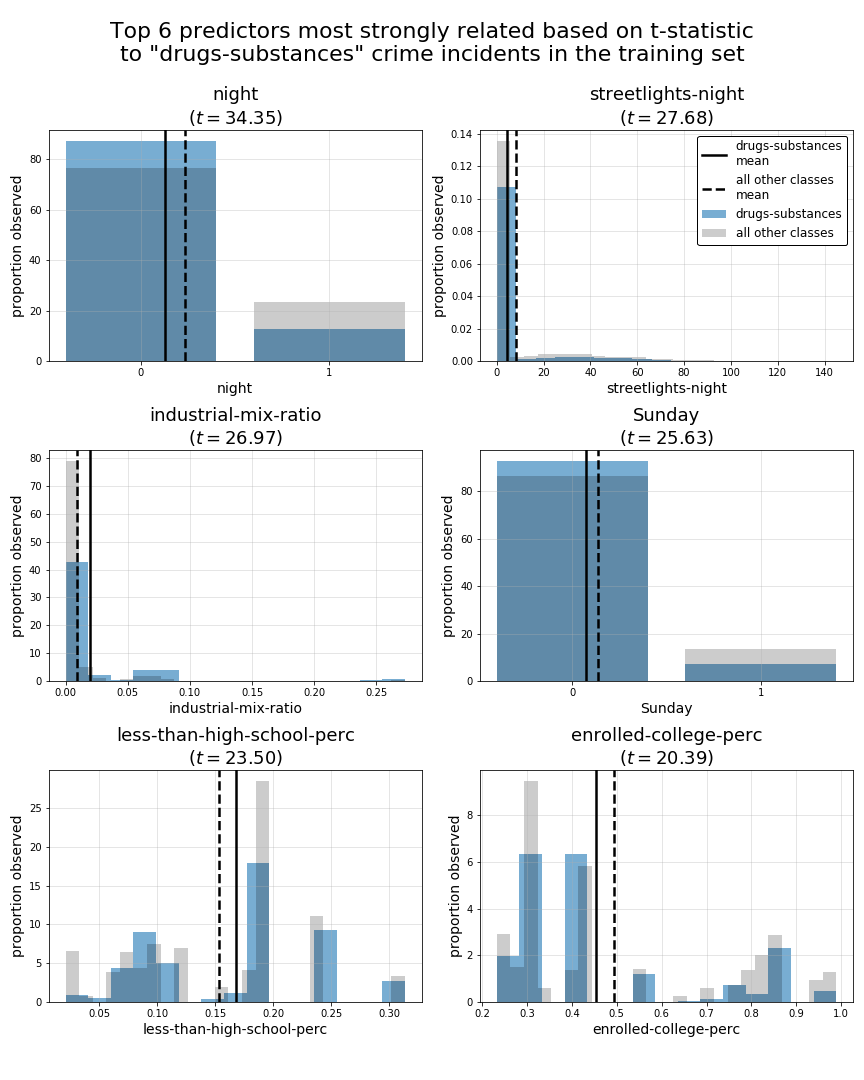 Top 6 predictors most strongly related based on t-statistic
to "drugs-substances" crime incidents in the training set
night
(t = 34.35)
proportion observed
80
60
40
20
0
0 1
night
streetlights-night
(t = 27.68)
proportion observed
0.14
0.12
0.10
0.08
0.06
0.04
0.02
0.00
drugs-substances
mean
all other classes
mean
drugs-substances
all other classes
0 20 40 60 80 100 120 140
streetlights-night
industrial-mix-ratio
(t = 26.97)
proportion observed
80
70
60
50
40
30
20
10
0
0.00 0.05 0.10 0.15 0.20 0.25
industrial-mix-ratio
Sunday
(t = 25.63)
proportion observed
80
60
40
20
0
0 1
Sunday
less-than-high-school-perc
(t = 23.50)
proportion observed
25
20
15
10
5
0
0.05 0.10 0.15 0.20 0.25 0.30
less-than-high-school-perc
enrolled-college-perc
(t = 20.39)
proportion observed
8
6
4
2
0
0.2 0.3 0.4 0.5 0.6 0.7 0.8 0.9 1.0
enrolled-college-perc